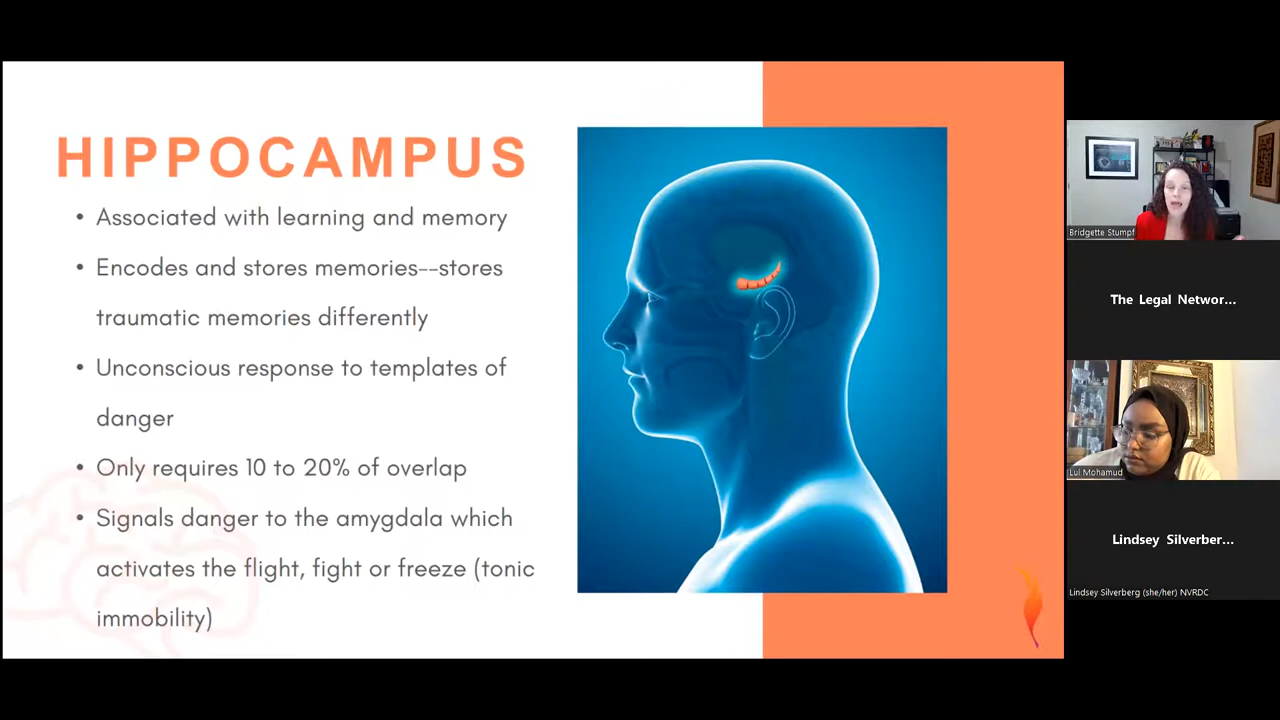 HIPPOCAMPUS
• Associated with learning and memory
• Encodes and stores memories--stores
traumatic memories differently
• Unconscious response to templates of
danger
• Only requires 10 to 20% of overlap
• Signals danger to the amygdala which
activates the flight, fight or freeze (tonic
immobility)
Bridgette Stumpf
The Legal Networ...
Lul Mohamud
Lindsey Silverber...
Lindsey Silverberg (she/her) NVRDC